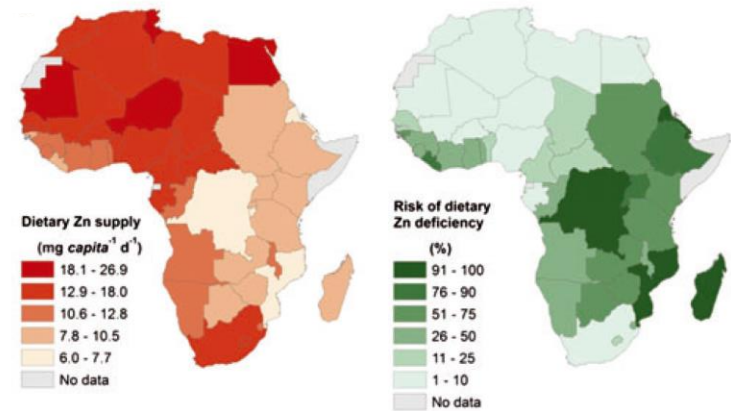 Dietary Zn supply
(mg capita⁻¹ d⁻¹)
18.1 - 26.9
12.9 - 18.0
10.6 - 12.8
7.8 - 10.5
6.0 - 7.7
No data
Risk of dietary
Zn deficiency
(%)
91 - 100
76 - 90
51 - 75
26 - 50
11 - 25
1 - 10
No data